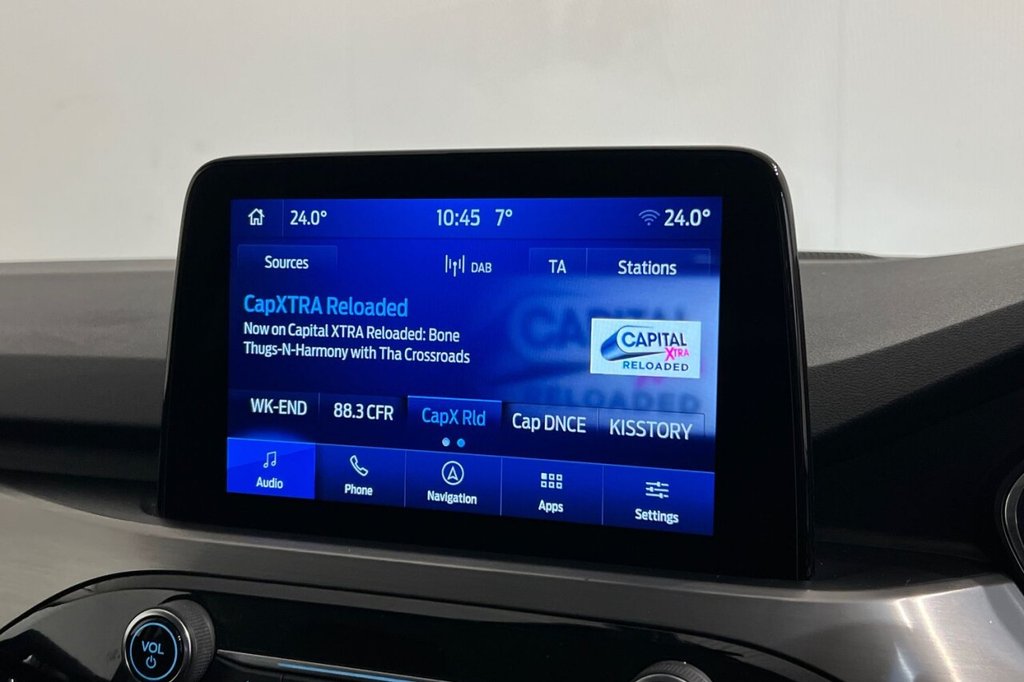 24.0° 10:45 7° 24.0°
Sources DAB TA Stations
CapXTRA Reloaded
Now on Capital XTRA Reloaded: Bone
Thugs-N-Harmony with Tha Crossroads
CAPITAL
XTRA
RELOADED
WK-END 88.3 CFR CapX Rld Cap DNCE KISSTORY
Audio Phone Navigation Apps Settings
VOL